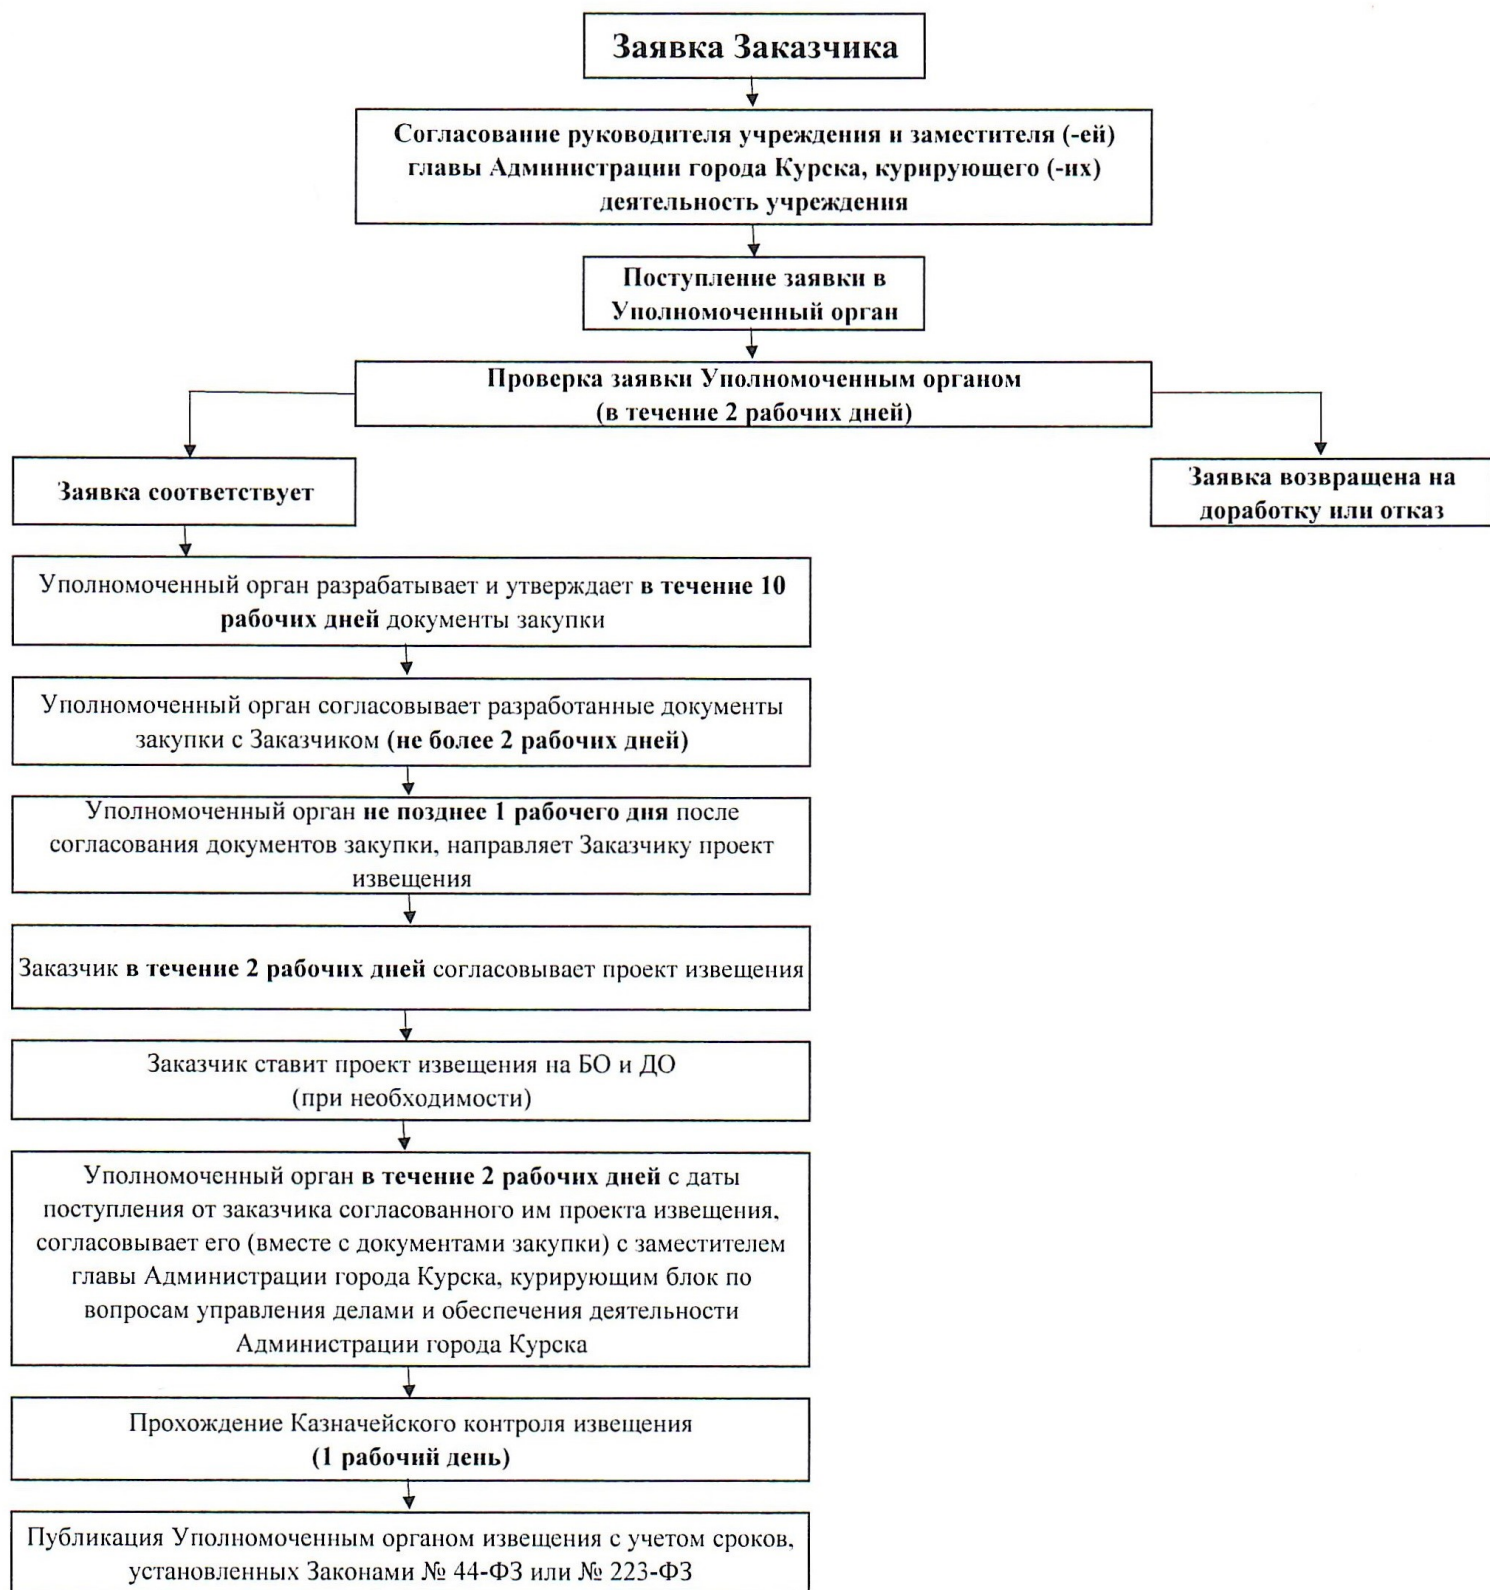 Заявка Заказчика
Согласование руководителя учреждения и заместителя (-ей)
главы Администрации города Курска, курирующего (-их)
деятельность учреждения
Поступление заявки в
Уполномоченный орган
Проверка заявки Уполномоченным органом
(в течение 2 рабочих дней)
Заявка соответствует
Заявка возвращена на
доработку или отказ
Уполномоченный орган разрабатывает и утверждает в течение 10
рабочих дней документы закупки
Уполномоченный орган согласовывает разработанные документы
закупки с Заказчиком (не более 2 рабочих дней)
Уполномоченный орган не позднее 1 рабочего дня после
согласования документов закупки, направляет Заказчику проект
извещения
Заказчик в течение 2 рабочих дней согласовывает проект извещения
Заказчик ставит проект извещения на БО и ДО
(при необходимости)
Уполномоченный орган в течение 2 рабочих дней с даты
поступления от заказчика согласованного им проекта извещения,
согласовывает его (вместе с документами закупки) с заместителем
главы Администрации города Курска, курирующим блок по
вопросам управления делами и обеспечения деятельности
Администрации города Курска
Прохождение Казначейского контроля извещения
(1 рабочий день)
Публикация Уполномоченным органом извещения с учетом сроков,
установленных Законами № 44-ФЗ или № 223-ФЗ